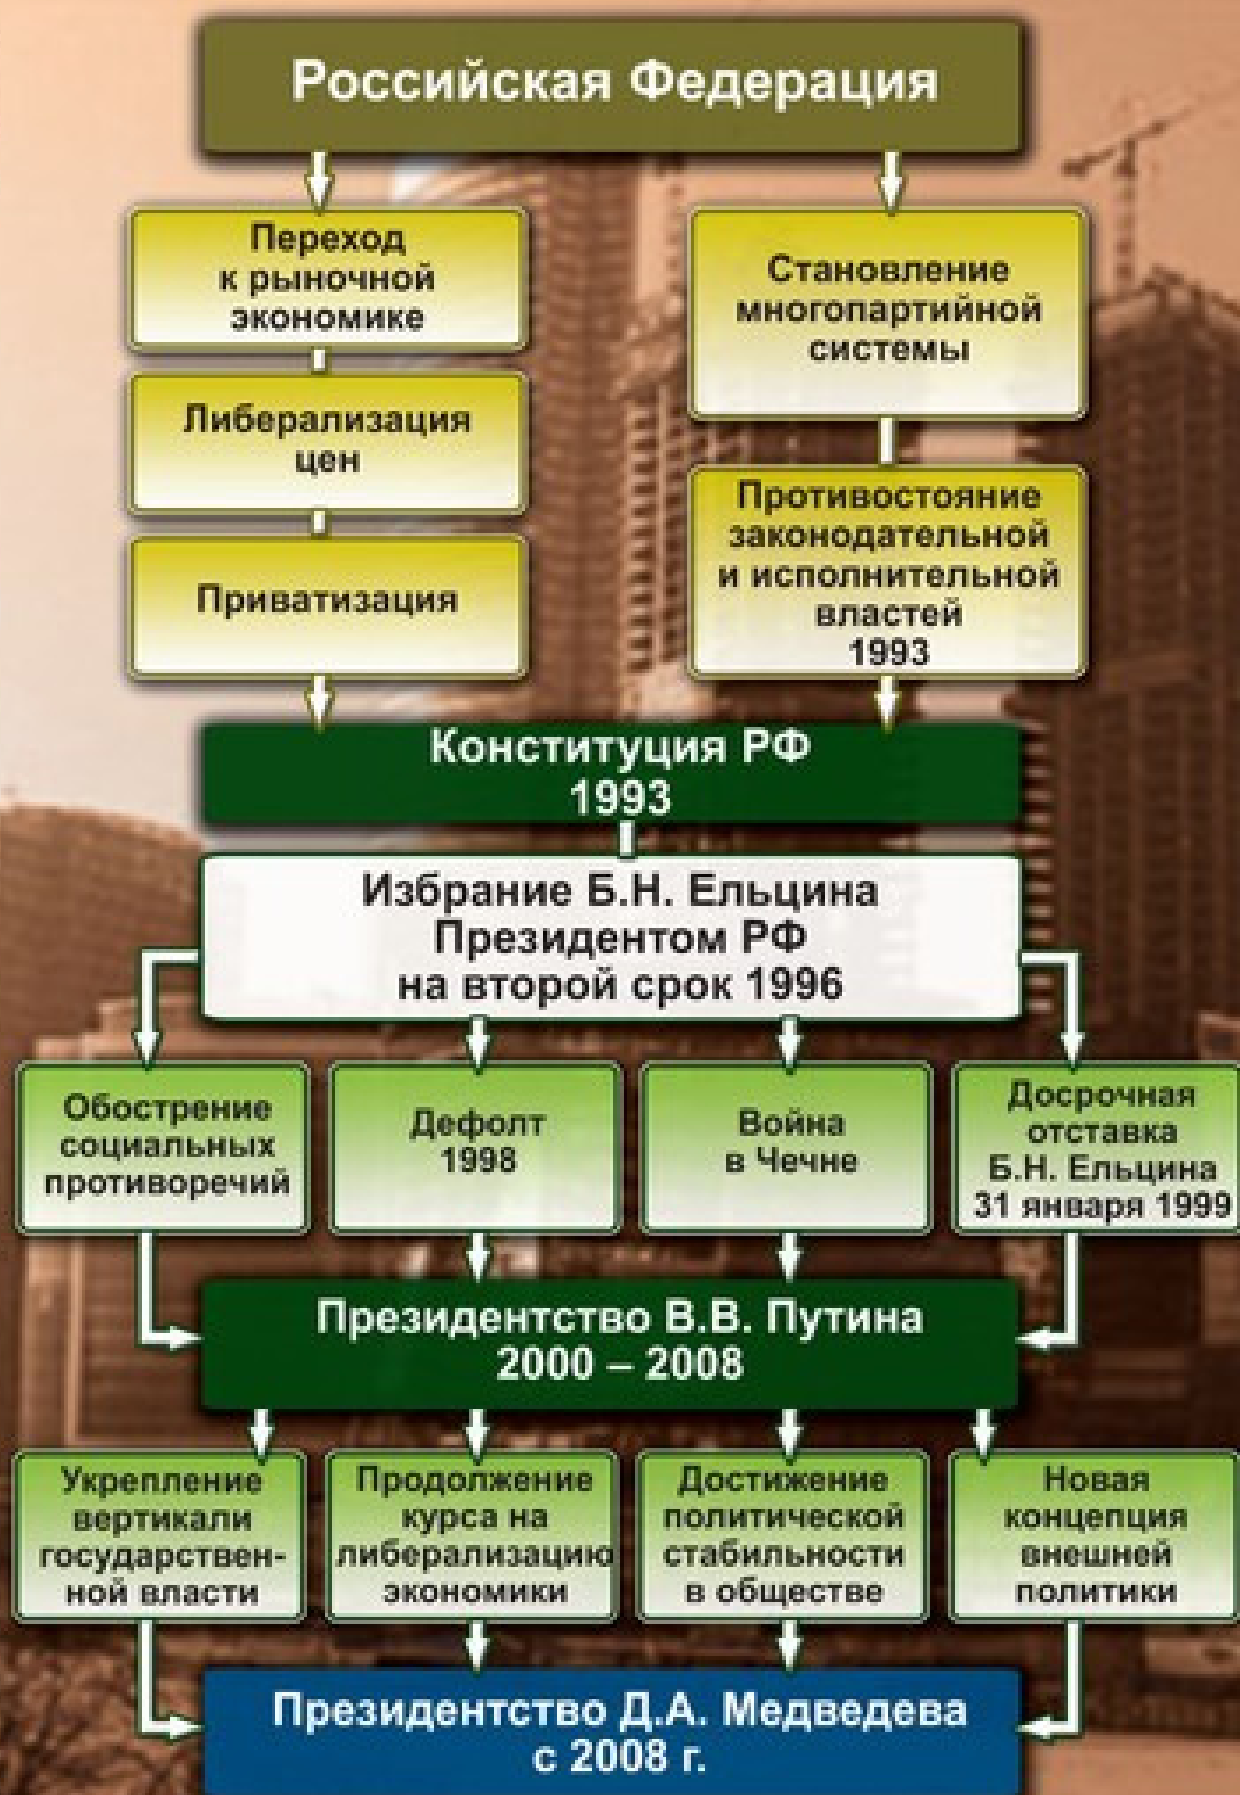 Российская Федерация
Переход
к рыночной
экономике
Либерализация
цен
Приватизация
Становление
многопартийной
системы
Противостояние
законодательной
и исполнительной
властей
1993
Конституция РФ
1993
Избрание Б.Н. Ельцина
Президентом РФ
на второй срок 1996
Обострение
социальных
противоречий
Дефолт
1998
Война
в Чечне
Досрочная
отставка
Б.Н. Ельцина
31 января 1999
Президентство В.В. Путина
2000 – 2008
Укрепление
вертикали
государствен-
ной власти
Продолжение
курса на
либерализацию
экономики
Достижение
политической
стабильности
в обществе
Новая
концепция
внешней
политики
Президентство Д.А. Медведева
с 2008 г.